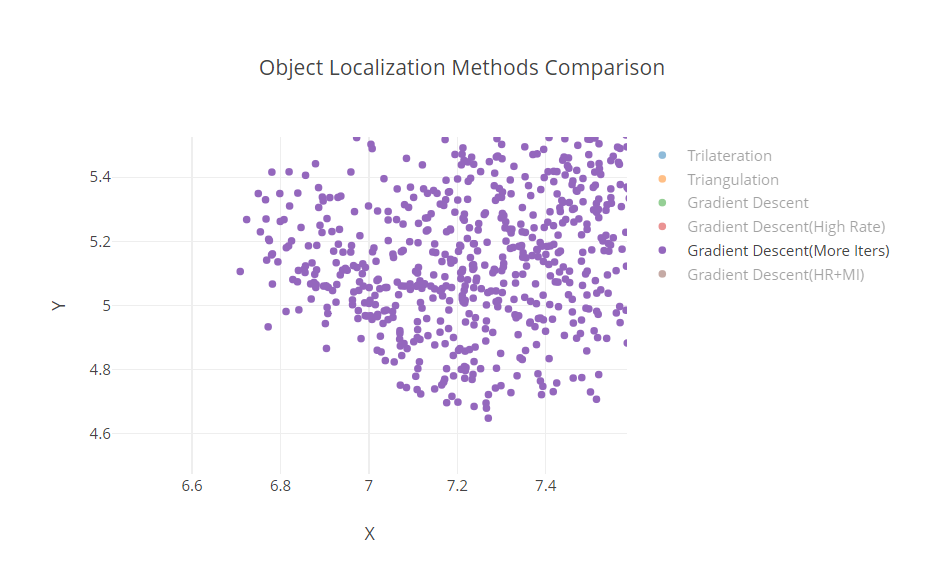 Object Localization Methods Comparison
Trilateration
Triangulation
Gradient Descent
Gradient Descent(High Rate)
Gradient Descent(More Iters)
Gradient Descent(HR+MI)
5.4
5.2
5
4.8
4.6
Y
6.6 6.8 7 7.2 7.4
X